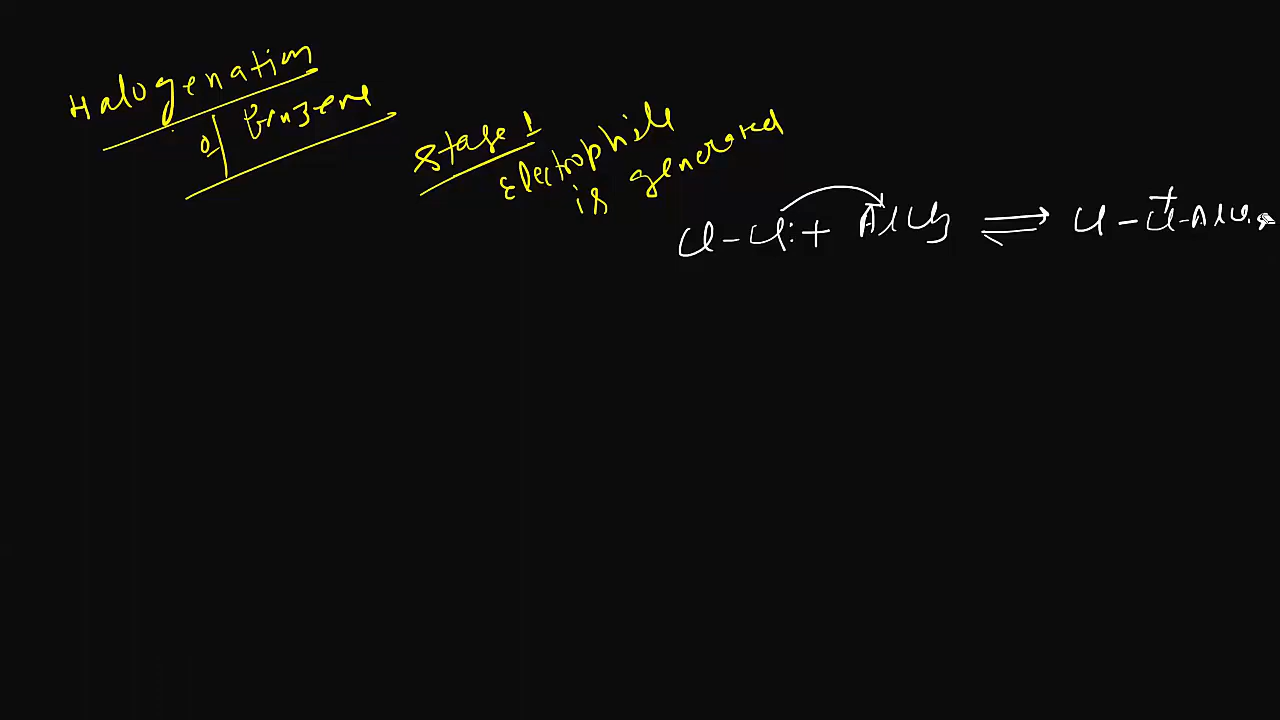 Halogenation
of benzene
Stage 1
Electrophile
is generated
Cl–Cl: + AlCl3 ⇌ Cl–Cl⁺–AlCl3